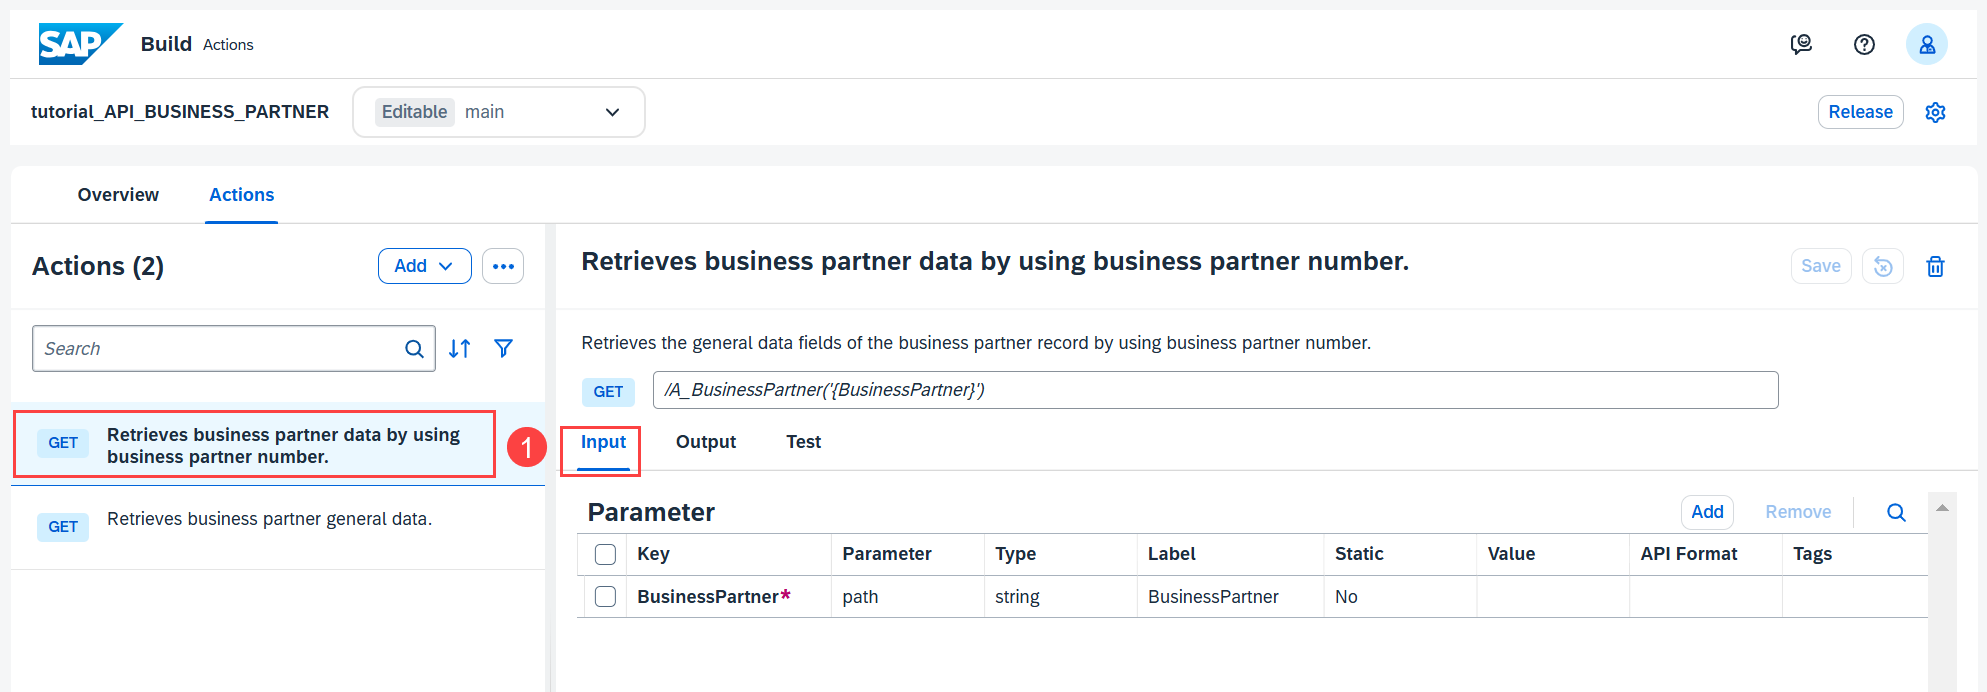 SAP Build Actions
tutorial_API_BUSINESS_PARTNER Editable main Release
Overview Actions
Actions (2) Add
Search
GET Retrieves business partner data by using
business partner number.
1
GET Retrieves business partner general data.
Retrieves business partner data by using business partner number.
Save
Retrieves the general data fields of the business partner record by using business partner number.
GET /A_BusinessPartner('{BusinessPartner}')
Input Output Test
Parameter Add Remove
Key Parameter Type Label Static Value API Format Tags
BusinessPartner* path string BusinessPartner No